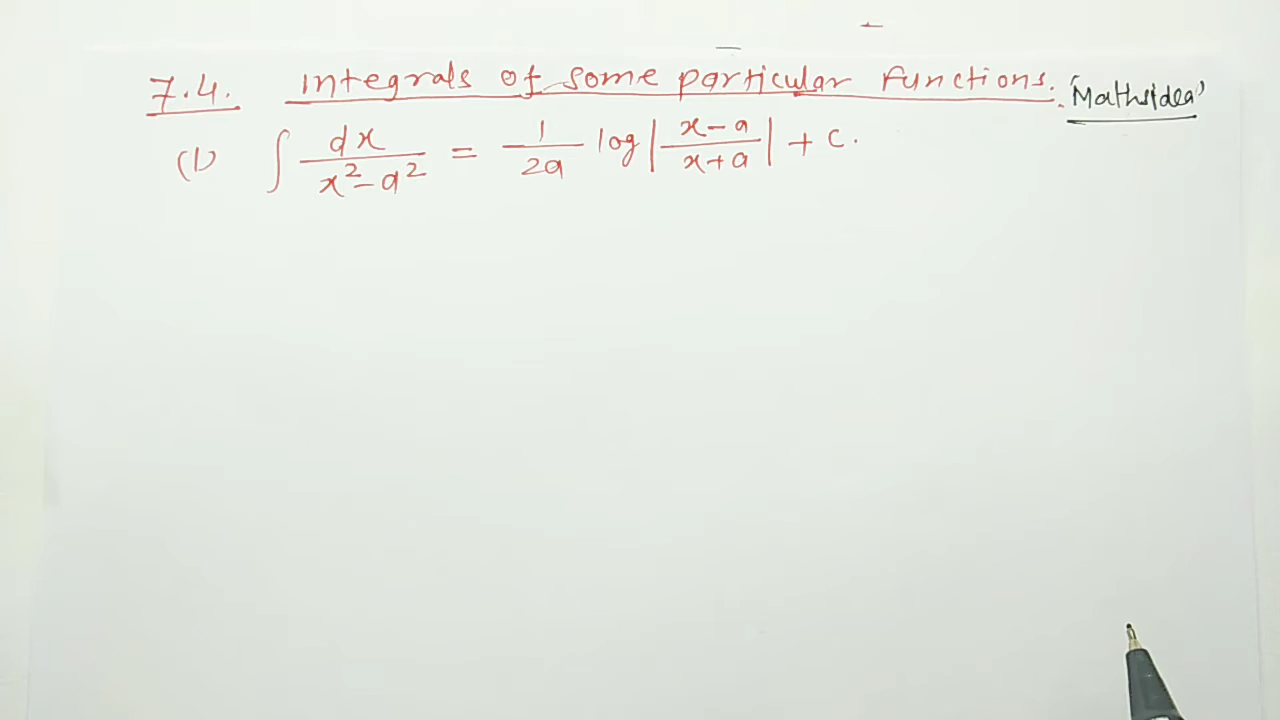 7.4. Integrals of some particular functions. 'Mathsidea'
(1) ∫ dx / (x² - a²) = 1 / 2a log | (x - a) / (x + a) | + c.